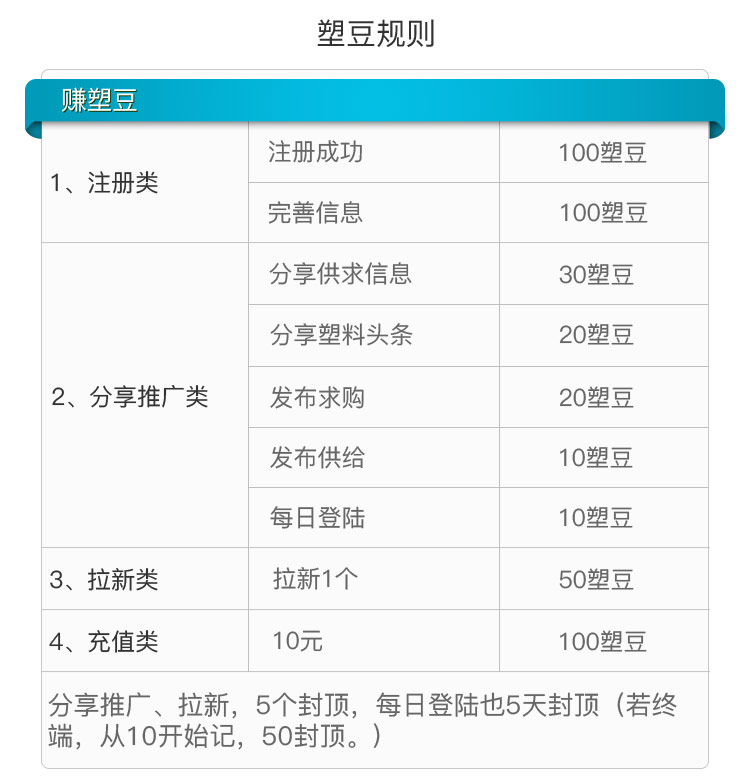 塑豆规则
赚塑豆
1、注册类
注册成功
100塑豆
完善信息
100塑豆
2、分享推广类
分享供求信息
30塑豆
分享塑料头条
20塑豆
发布求购
20塑豆
发布供给
10塑豆
每日登陆
10塑豆
3、拉新类
拉新1个
50塑豆
4、充值类
10元
100塑豆
分享推广、拉新，5个封顶，每日登陆也5天封顶（若终
端，从10开始记，50封顶。）